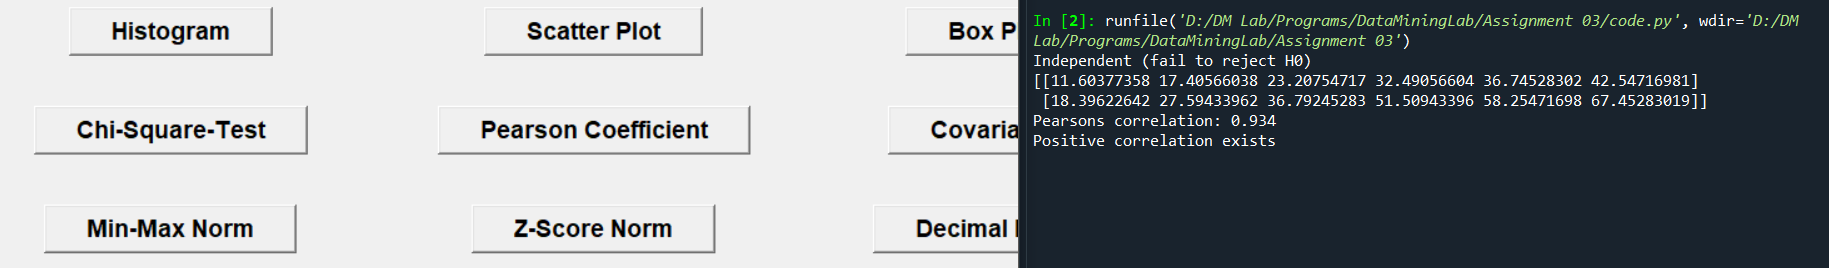 Histogram
Scatter Plot
Box P
Chi-Square-Test
Pearson Coefficient
Covaria
Min-Max Norm
Z-Score Norm
Decimal
In [2]: runfile('D:/DM Lab/Programs/DataMiningLab/Assignment 03/code.py', wdir='D:/DM
Lab/Programs/DataMiningLab/Assignment 03')
Independent (fail to reject H0)
[[11.60377358 17.40566038 23.20754717 32.49056604 36.74528302 42.54716981]
 [18.39622642 27.59433962 36.79245283 51.50943396 58.25471698 67.45283019]]
Pearsons correlation: 0.934
Positive correlation exists